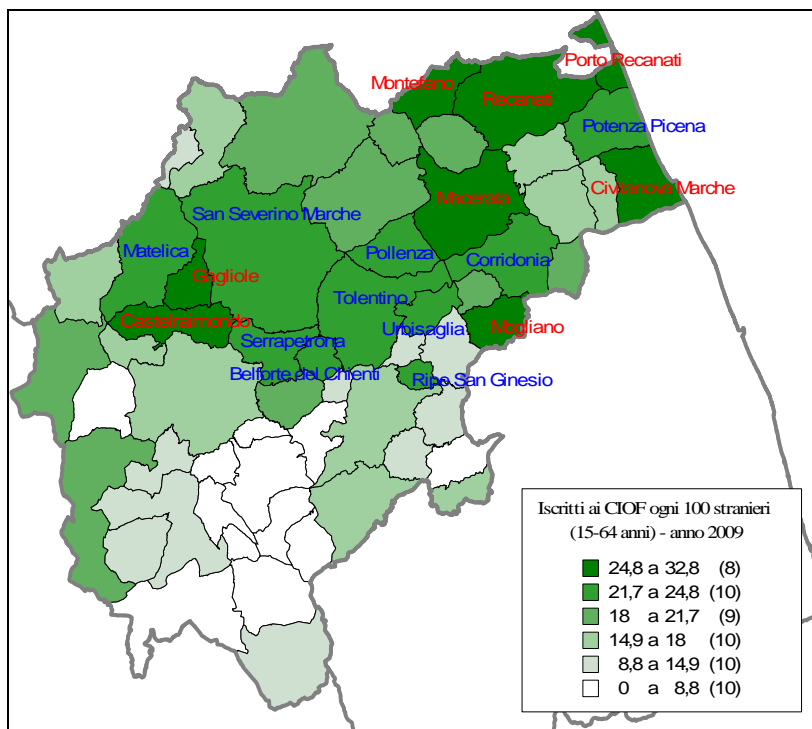 Porto Recanati
Montefano
Recanati
Potenza Picena
Civitanova Marche
Macerata
San Severino Marche
Matelica
Pollenza
Corridonia
Gagliole
Tolentino
Castelraimondo
Urbisaglia
Mogliano
Serrapetrona
Belforte del Chienti
Ripe San Ginesio
Iscritti ai CIOF ogni 100 stranieri
(15-64 anni) - anno 2009
24,8 a 32,8 (8)
21,7 a 24,8 (10)
18 a 21,7 (9)
14,9 a 18 (10)
8,8 a 14,9 (10)
0 a 8,8 (10)